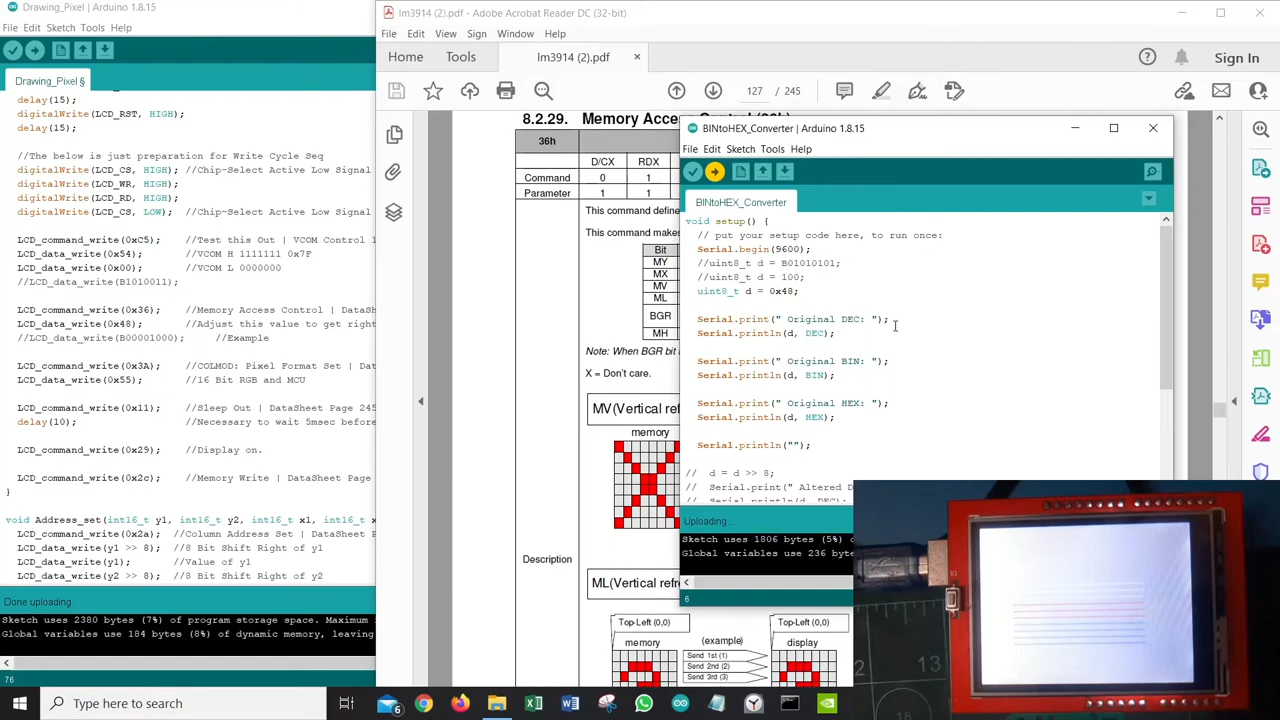 Drawing_Pixel | Arduino 1.8.15
File Edit Sketch Tools Help
Drawing_Pixel §
delay(15);
digitalWrite(LCD_RST, HIGH);
delay(15);
//The below is just preparation for Write Cycle Seq
digitalWrite(LCD_CS, HIGH); //Chip-Select Active Low Signal
digitalWrite(LCD_WR, HIGH);
digitalWrite(LCD_RD, HIGH);
digitalWrite(LCD_CS, LOW); //Chip-Select Active Low Signal
LCD_command_write(0xC5); //Test this Out | VCOM Control 1
LCD_data_write(0x54); //VCOM H 1111111 0x7F
LCD_data_write(0x00); //VCOM L 0000000
//LCD_data_write(B1010011);
LCD_command_write(0x36); //Memory Access Control | DataShe
LCD_data_write(0x48); //Adjust this value to get right
//LCD_data_write(B00001000); //Example
LCD_command_write(0x3A); //COLMOD: Pixel Format Set | Dat
LCD_data_write(0x55); //16 Bit RGB and MCU
LCD_command_write(0x11); //Sleep Out | DataSheet Page 245
delay(10); //Necessary to wait 5msec before
LCD_command_write(0x29); //Display on.
LCD_command_write(0x2c); //Memory Write | DataSheet Page
}
void Address_set(int16_t y1, int16_t y2, int16_t x1, int16_t x
LCD_command_write(0x2a); //Column Address Set | DataSheet
LCD_data_write(y1 >> 8); //8 Bit Shift Right of y1
LCD_data_write(y1); //Value of y1
LCD_data_write(y2 >> 8); //8 Bit Shift Right of y2
Done uploading.
Sketch uses 2380 bytes (7%) of program storage space. Maximum
Global variables use 184 bytes (8%) of dynamic memory, leaving
76
lm3914 (2).pdf - Adobe Acrobat Reader DC (32-bit)
File Edit View Sign Window Help
Home Tools lm3914 (2).pdf × Sign In
127 / 245
8.2.29. Memory Access Control
36h
D/CX RDX
Command 0 1
Parameter 1 1
This command define
This command makes
Bit
MY
MX
MV
ML
BGR
MH
Note: When BGR bit
X = Don't care.
MV(Vertical ref
memory
Description
ML(Vertical refre
Top-Left (0,0) Top-Left (0,0)
memory (example) display
Send 1st (1)
Send 2nd (2)
Send 3rd (3)
BINtoHEX_Converter | Arduino 1.8.15
File Edit Sketch Tools Help
BINtoHEX_Converter
void setup() {
// put your setup code here, to run once:
Serial.begin(9600);
//uint8_t d = B01010101;
//uint8_t d = 100;
uint8_t d = 0x48;
Serial.print(" Original DEC: ");
Serial.println(d, DEC);
Serial.print(" Original BIN: ");
Serial.println(d, BIN);
Serial.print(" Original HEX: ");
Serial.println(d, HEX);
Serial.println("");
// d = d >> 8;
// Serial.print(" Altered D
// Serial.println(d, DEC);
Uploading...
Sketch uses 1806 bytes (5%) o
Global variables use 236 byte
6
13
Type here to search
6